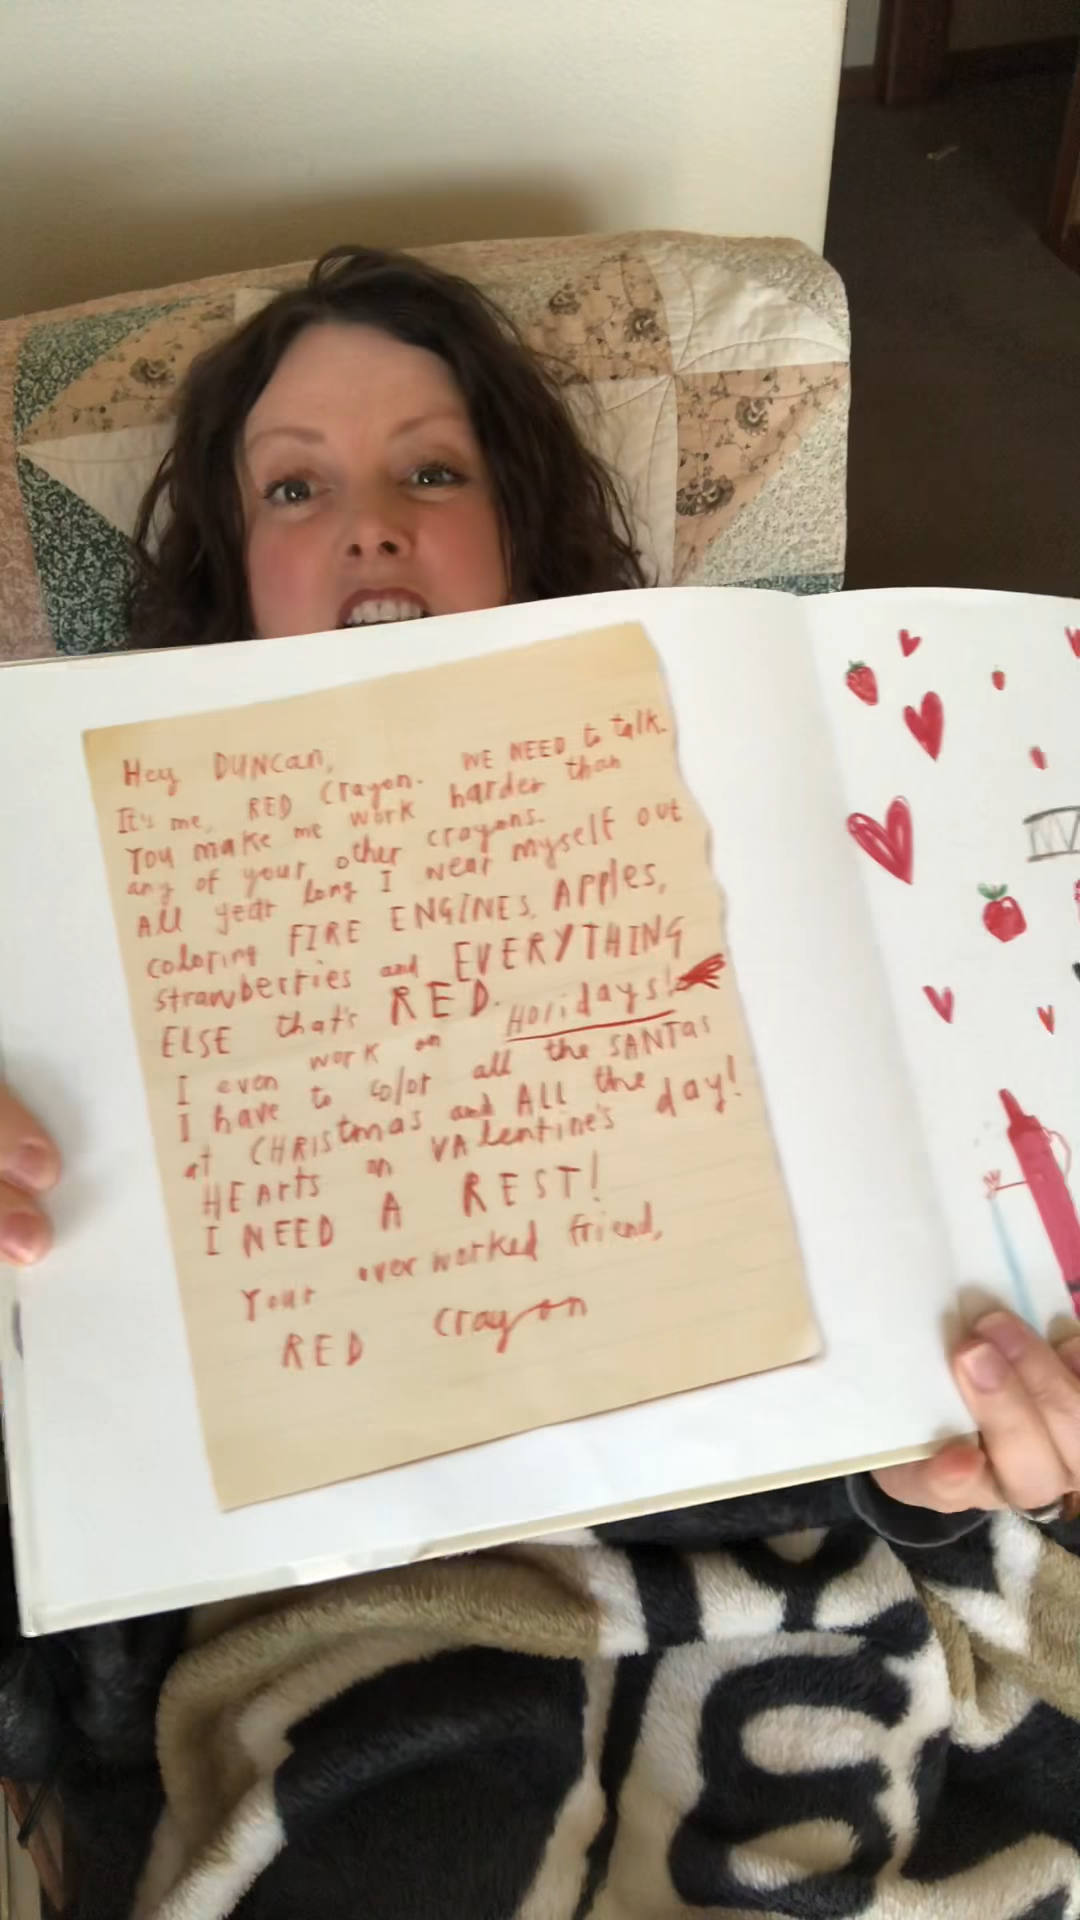 Hey DUNCAN,
It's me, RED Crayon. WE NEED to talk.
You make me work harder than
any of your other crayons.
All year long I wear myself out
coloring FIRE ENGINES, Apples,
strawberries and EVERYTHING
ELSE that's RED.
I even work on Holidays!
I have to color all the SANTAs
at CHRIStmas and ALL the
HEArts on VAlentine's day!
I NEED A REST!
Your overworked friend,
RED Crayon